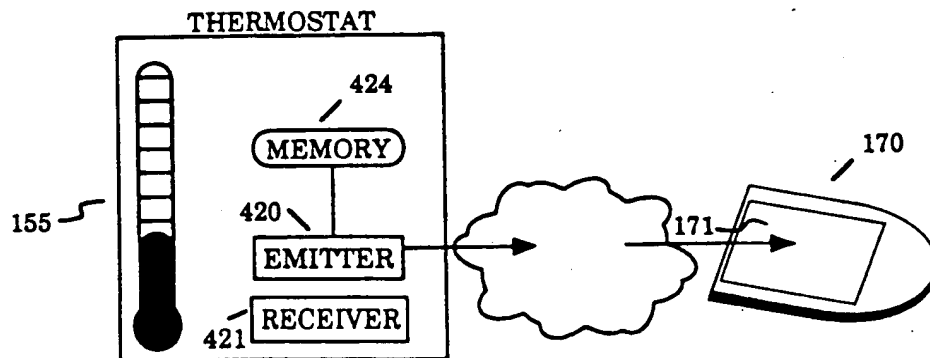 THERMOSTAT
424
MEMORY
170
155
420
171
EMITTER
421
RECEIVER